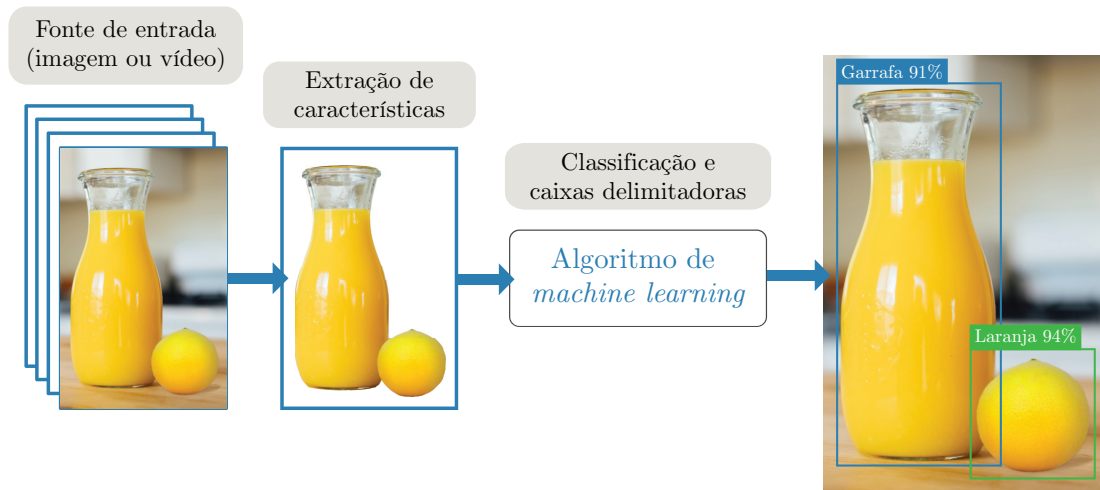 Fonte de entrada
(imagem ou vídeo)
Extração de
características
Classificação e
caixas delimitadoras
Algoritmo de
machine learning
Garrafa 91%
Laranja 94%